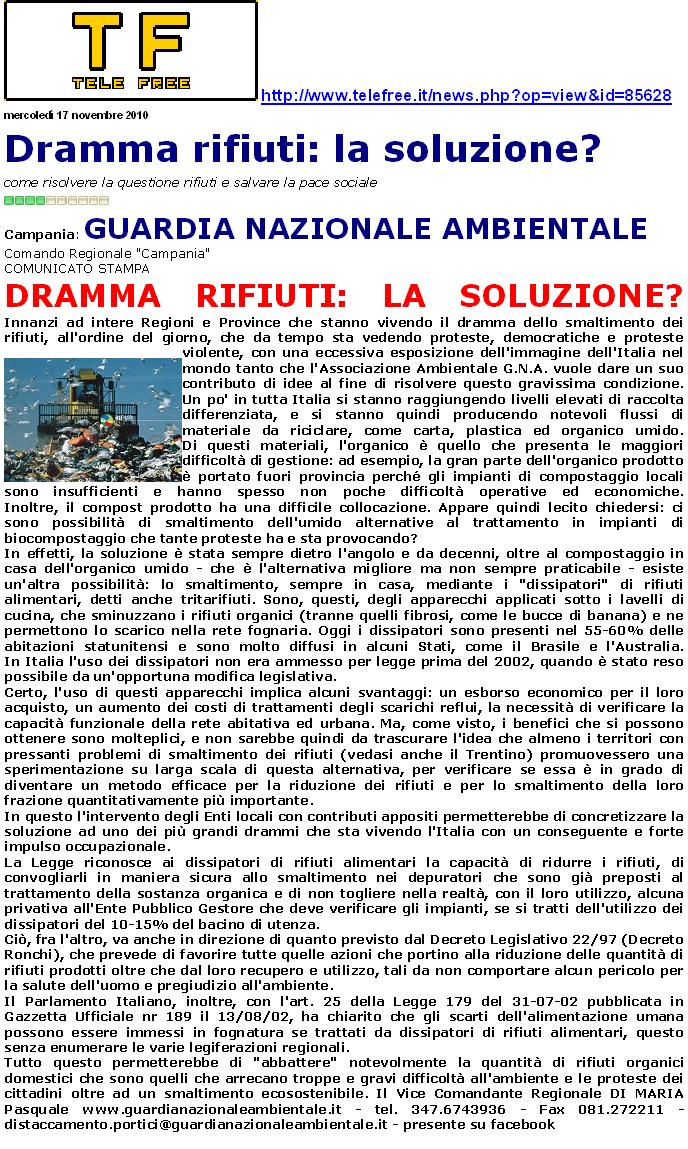 TF
TELE FREE
http://www.telefree.it/news.php?op=view&id=85628
mercoledì 17 novembre 2010
Dramma rifiuti: la soluzione?
come risolvere la questione rifiuti e salvare la pace sociale
Campania: GUARDIA NAZIONALE AMBIENTALE
Comando Regionale "Campania"
COMUNICATO STAMPA
DRAMMA RIFIUTI: LA SOLUZIONE?
Innanzi ad intere Regioni e Province che stanno vivendo il dramma dello smaltimento dei
rifiuti, all'ordine del giorno, che da tempo sta vedendo proteste, democratiche e proteste
violente, con una eccessiva esposizione dell'immagine dell'Italia nel
mondo tanto che l'Associazione Ambientale G.N.A. vuole dare un suo
contributo di idee al fine di risolvere questo gravissima condizione.
Un po' in tutta Italia si stanno raggiungendo livelli elevati di raccolta
differenziata, e si stanno quindi producendo notevoli flussi di
materiale da riciclare, come carta, plastica ed organico umido.
Di questi materiali, l'organico è quello che presenta le maggiori
difficoltà di gestione: ad esempio, la gran parte dell'organico prodotto
è portato fuori provincia perché gli impianti di compostaggio locali
sono insufficienti e hanno spesso non poche difficoltà operative ed economiche.
Inoltre, il compost prodotto ha una difficile collocazione. Appare quindi lecito chiedersi: ci
sono possibilità di smaltimento dell'umido alternative al trattamento in impianti di
biocompostaggio che tante proteste ha e sta provocando?
In effetti, la soluzione è stata sempre dietro l'angolo e da decenni, oltre al compostaggio in
casa dell'organico umido - che è l'alternativa migliore ma non sempre praticabile - esiste
un'altra possibilità: lo smaltimento, sempre in casa, mediante i "dissipatori" di rifiuti
alimentari, detti anche tritarifiuti. Sono, questi, degli apparecchi applicati sotto i lavelli di
cucina, che sminuzzano i rifiuti organici (tranne quelli fibrosi, come le bucce di banana) e ne
permettono lo scarico nella rete fognaria. Oggi i dissipatori sono presenti nel 55-60% delle
abitazioni statunitensi e sono molto diffusi in alcuni Stati, come il Brasile e l'Australia.
In Italia l'uso dei dissipatori non era ammesso per legge prima del 2002, quando è stato reso
possibile da un'opportuna modifica legislativa.
Certo, l'uso di questi apparecchi implica alcuni svantaggi: un esborso economico per il loro
acquisto, un aumento dei costi di trattamenti degli scarichi reflui, la necessità di verificare la
capacità funzionale della rete abitativa ed urbana. Ma, come visto, i benefici che si possono
ottenere sono molteplici, e non sarebbe quindi da trascurare l'idea che almeno i territori con
pressanti problemi di smaltimento dei rifiuti (vedasi anche il Trentino) promuovessero una
sperimentazione su larga scala di questa alternativa, per verificare se essa è in grado di
diventare un metodo efficace per la riduzione dei rifiuti e per lo smaltimento della loro
frazione quantitativamente più importante.
In questo l'intervento degli Enti locali con contributi appositi permetterebbe di concretizzare la
soluzione ad uno dei più grandi drammi che sta vivendo l'Italia con un conseguente e forte
impulso occupazionale.
La Legge riconosce ai dissipatori di rifiuti alimentari la capacità di ridurre i rifiuti, di
convogliarli in maniera sicura allo smaltimento nei depuratori che sono già preposti al
trattamento della sostanza organica e di non togliere nella realtà, con il loro utilizzo, alcuna
privativa all'Ente Pubblico Gestore che deve verificare gli impianti, se si tratti dell'utilizzo dei
dissipatori del 10-15% del bacino di utenza.
Ciò, fra l'altro, va anche in direzione di quanto previsto dal Decreto Legislativo 22/97 (Decreto
Ronchi), che prevede di favorire tutte quelle azioni che portino alla riduzione delle quantità di
rifiuti prodotti oltre che dal loro recupero e utilizzo, tali da non comportare alcun pericolo per
la salute dell'uomo e pregiudizio all'ambiente.
Il Parlamento Italiano, inoltre, con l'art. 25 della Legge 179 del 31-07-02 pubblicata in
Gazzetta Ufficiale nr 189 il 13/08/02, ha chiarito che gli scarti dell'alimentazione umana
possono essere immessi in fognatura se trattati da dissipatori di rifiuti alimentari, questo
senza enumerare le varie legiferazioni regionali.
Tutto questo permetterebbe di "abbattere" notevolmente la quantità di rifiuti organici
domestici che sono quelli che arrecano troppe e gravi difficoltà all'ambiente e le proteste dei
cittadini oltre ad un smaltimento ecosostenibile. Il Vice Comandante Regionale DI MARIA
Pasquale www.guardianazionaleambientale.it - tel. 347.6743936 - Fax 081.272211 -
distaccamento.portici@guardianazionaleambientale.it - presente su facebook